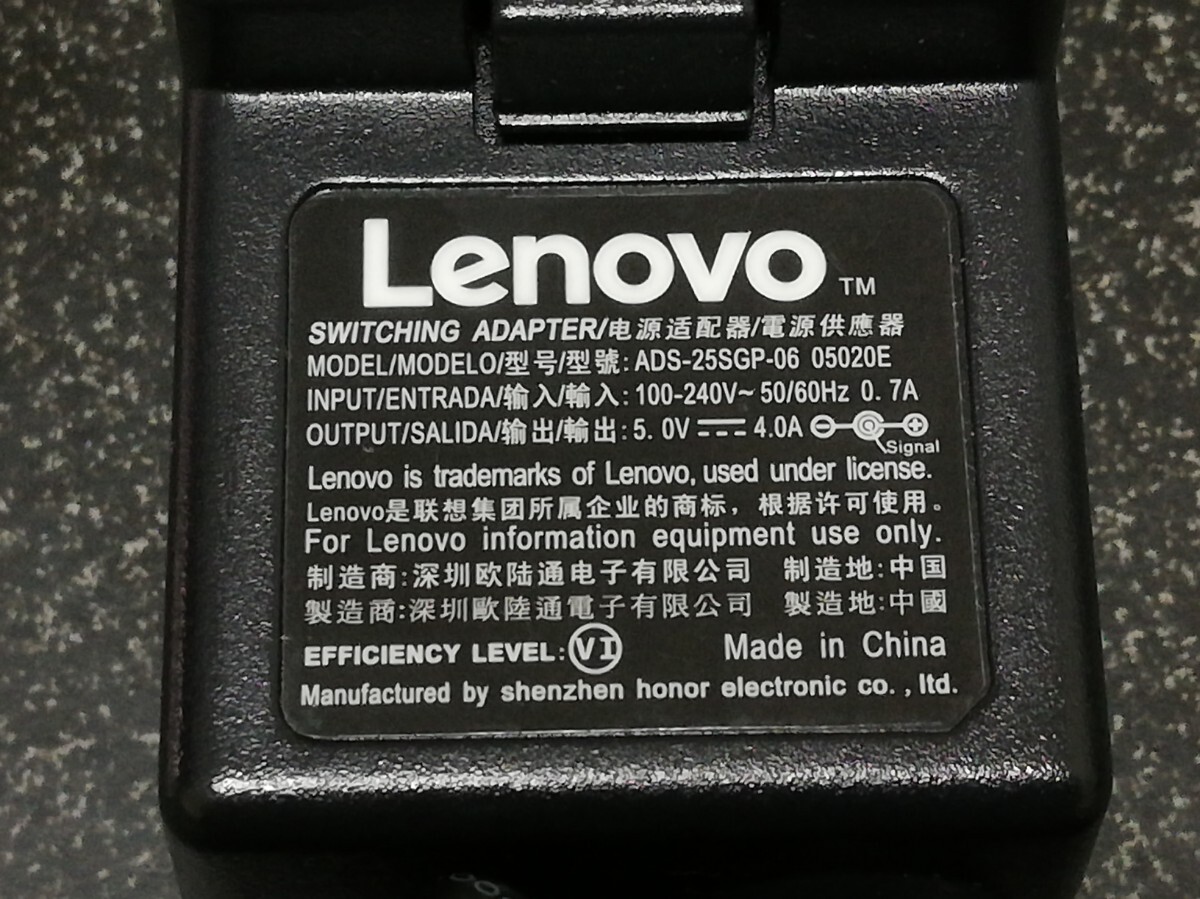 Lenovo TM
SWITCHING ADAPTER/电源适配器/電源供應器
MODEL/MODELO/型号/型號: ADS-25SGP-06 05020E
INPUT/ENTRADA/输入/輸入: 100-240V~ 50/60Hz 0.7A
OUTPUT/SALIDA/输出/輸出: 5.0V⎓4.0A
Signal
Lenovo is trademarks of Lenovo, used under license.
Lenovo是联想集团所属企业的商标，根据许可使用。
For Lenovo information equipment use only.
制造商:深圳欧陆通电子有限公司 制造地:中国
製造商:深圳歐陸通電子有限公司 製造地:中國
EFFICIENCY LEVEL: VI Made in China
Manufactured by shenzhen honor electronic co., ltd.